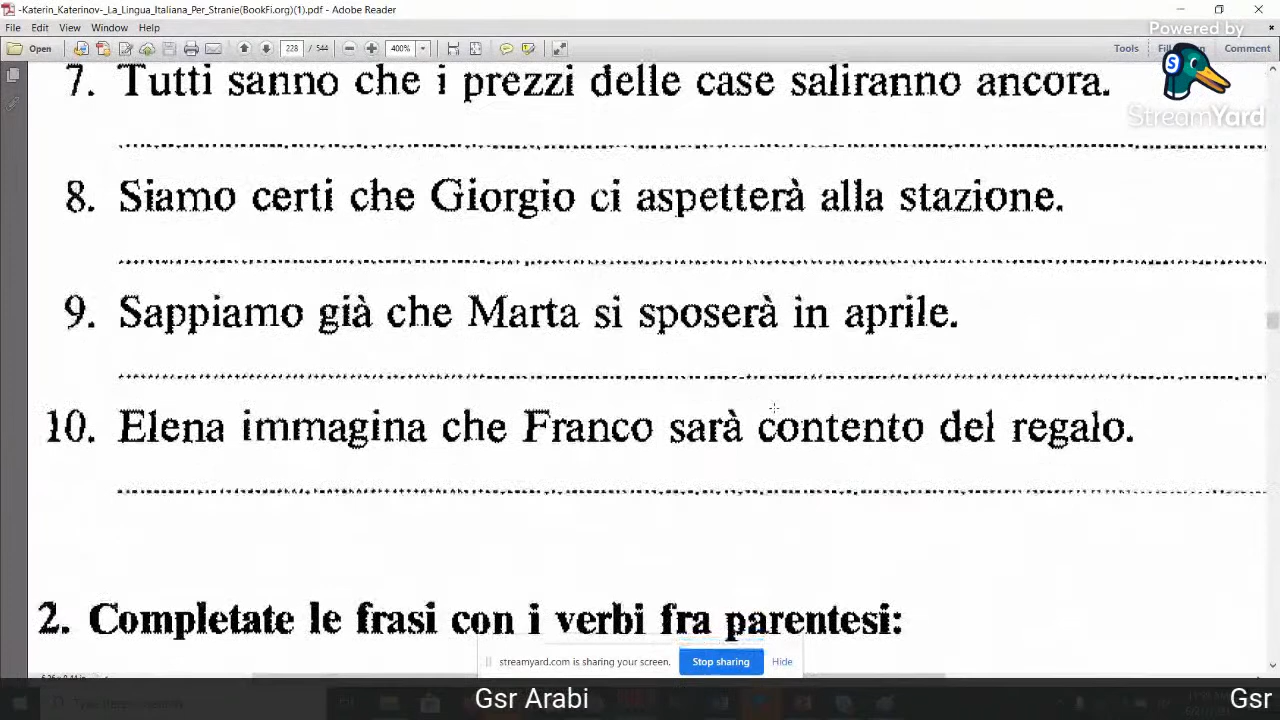 -Katerin_Katerinov-_La_Lingua_Italiana_Per_Stranie(BookFi.org)(1).pdf - Adobe Reader
File Edit View Window Help
Powered by
Open 228 / 544 400% Tools Comment
StreamYard
7. Tutti sanno che i prezzi delle case saliranno ancora.
8. Siamo certi che Giorgio ci aspetterà alla stazione.
9. Sappiamo già che Marta si sposerà in aprile.
10. Elena immagina che Franco sarà contento del regalo.
2. Completate le frasi con i verbi fra parentesi:
streamyard.com is sharing your screen. Stop sharing Hide
Gsr Arabi Gsr